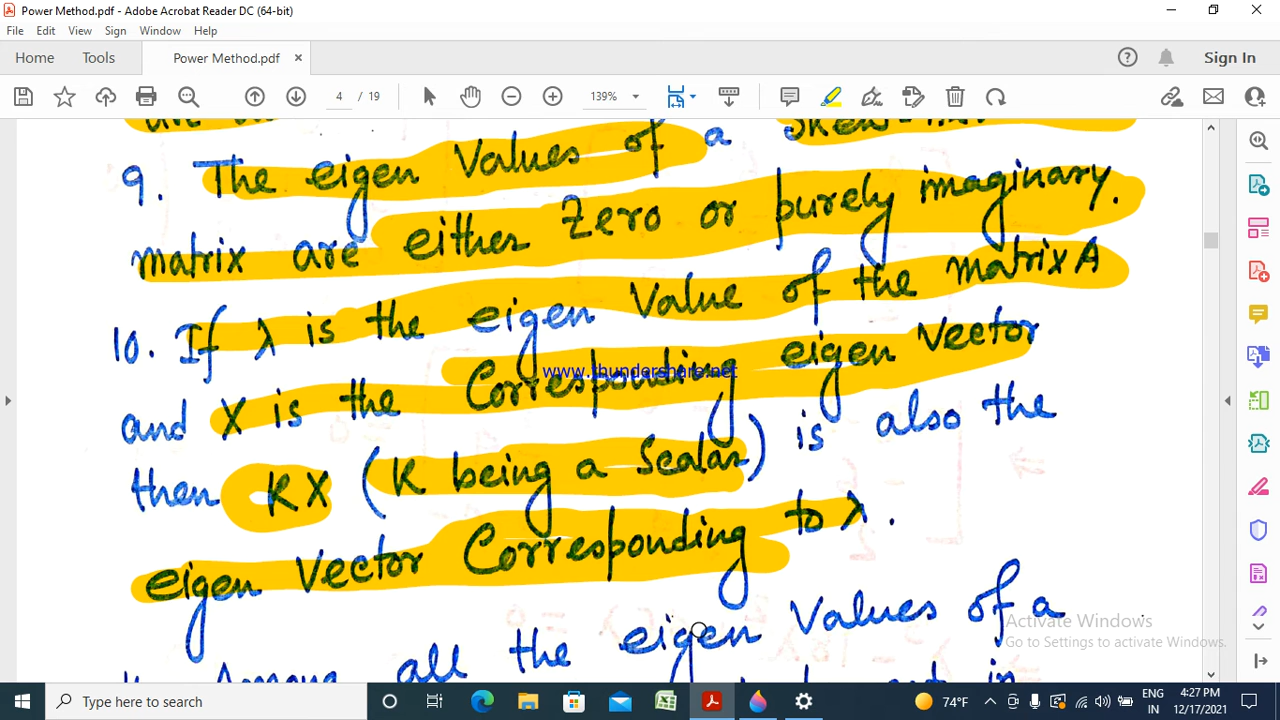 Power Method.pdf - Adobe Acrobat Reader DC (64-bit)
File Edit View Sign Window Help
Home Tools Power Method.pdf × Sign In
4 / 19 139%
9. The eigen values of a
matrix are either zero or purely imaginary.
10. If λ is the eigen value of the matrix A
and X is the Corresponding eigen vector
www.thundershare.net
then KX (K being a scalar) is also the
eigen vector Corresponding to λ.
all the eigen values of a
Activate Windows
Go to Settings to activate Windows.
Type here to search
74°F
ENG
IN
4:27 PM
12/17/2021